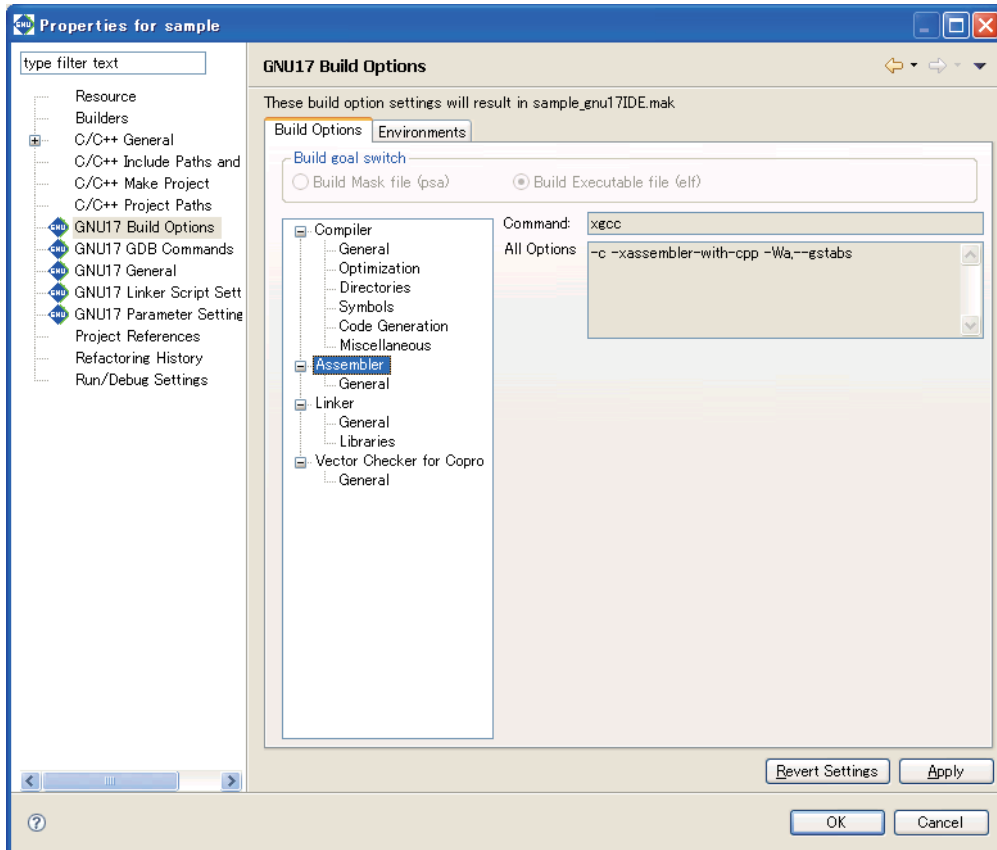 Properties for sample
type filter text
Resource
Builders
C/C++ General
C/C++ Include Paths and
C/C++ Make Project
C/C++ Project Paths
GNU17 Build Options
GNU17 GDB Commands
GNU17 General
GNU17 Linker Script Sett
GNU17 Parameter Setting
Project References
Refactoring History
Run/Debug Settings
GNU17 Build Options
These build option settings will result in sample_gnu17IDE.mak
Build Options Environments
Build goal switch
Build Mask file (psa) Build Executable file (elf)
Compiler
General
Optimization
Directories
Symbols
Code Generation
Miscellaneous
Assembler
General
Linker
General
Libraries
Vector Checker for Copro
General
Command: xgcc
All Options -c -xassembler-with-cpp -Wa,--gstabs
Revert Settings Apply
OK Cancel